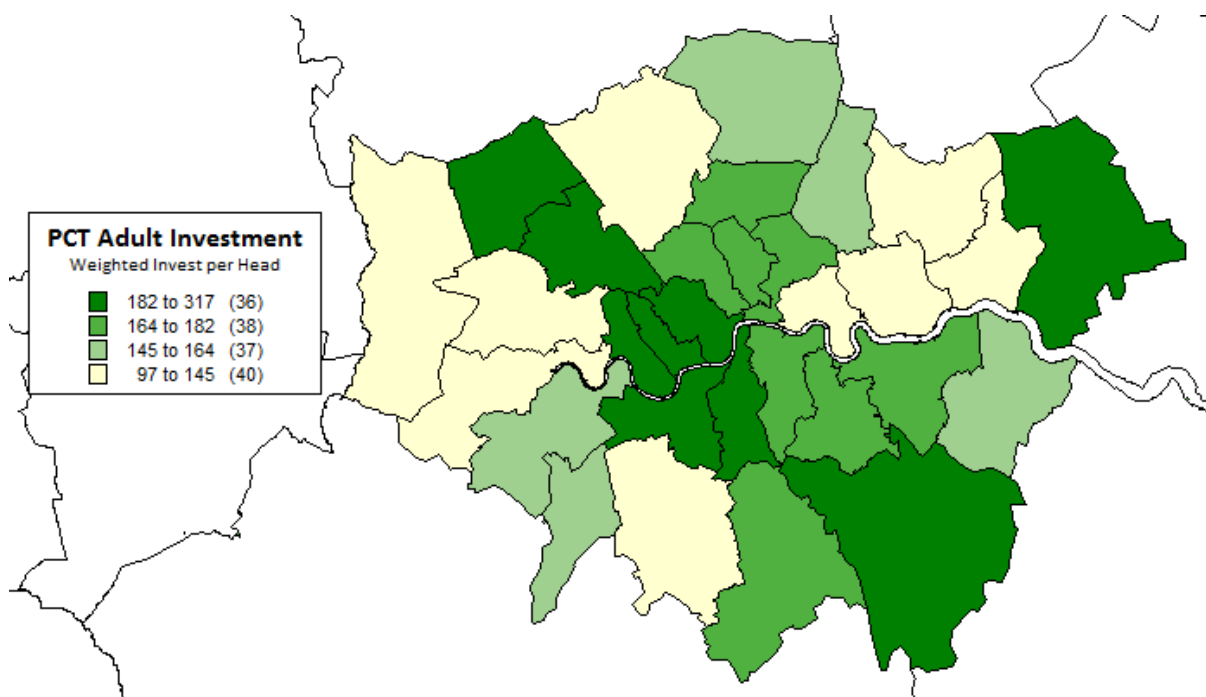 PCT Adult Investment
Weighted Invest per Head
182 to 317 (36)
164 to 182 (38)
145 to 164 (37)
97 to 145 (40)